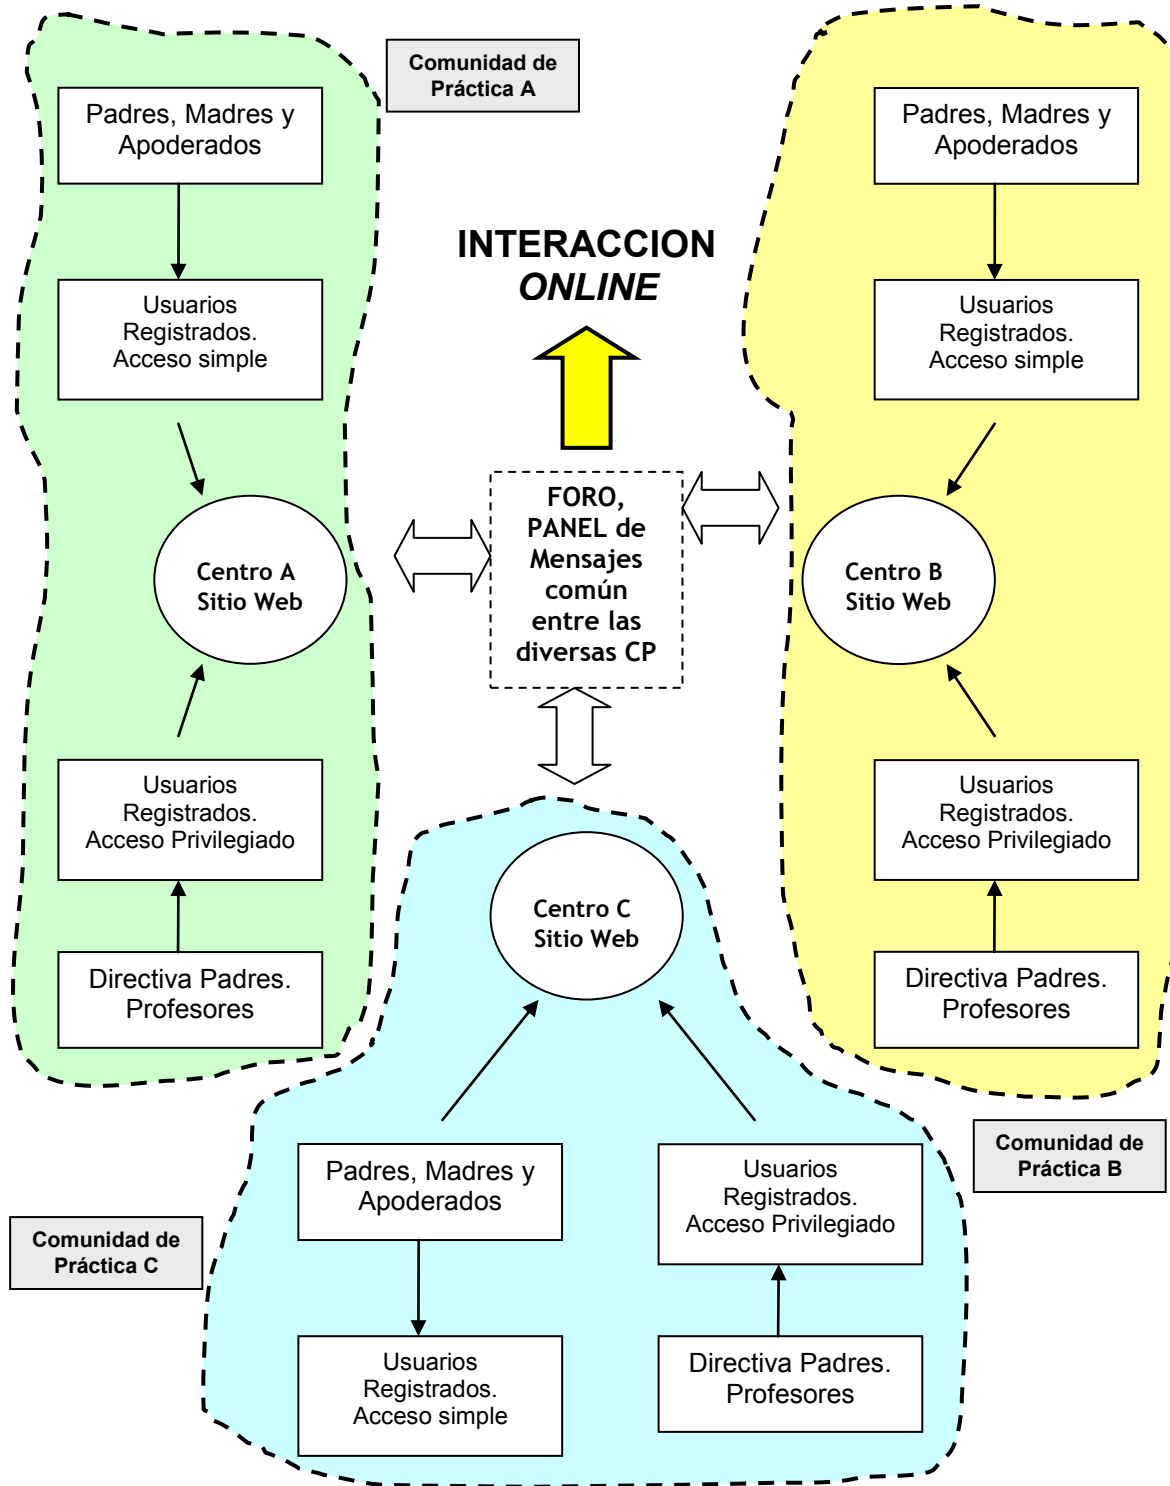 Comunidad de
Práctica A
Padres, Madres y
Apoderados
Usuarios
Registrados.
Acceso simple
Centro A
Sitio Web
Usuarios
Registrados.
Acceso Privilegiado
Directiva Padres.
Profesores
INTERACCION
ONLINE
FORO,
PANEL de
Mensajes
común
entre las
diversas CP
Padres, Madres y
Apoderados
Usuarios
Registrados.
Acceso simple
Centro B
Sitio Web
Usuarios
Registrados.
Acceso Privilegiado
Directiva Padres.
Profesores
Comunidad de
Práctica B
Centro C
Sitio Web
Padres, Madres y
Apoderados
Usuarios
Registrados.
Acceso simple
Usuarios
Registrados.
Acceso Privilegiado
Directiva Padres.
Profesores
Comunidad de
Práctica C